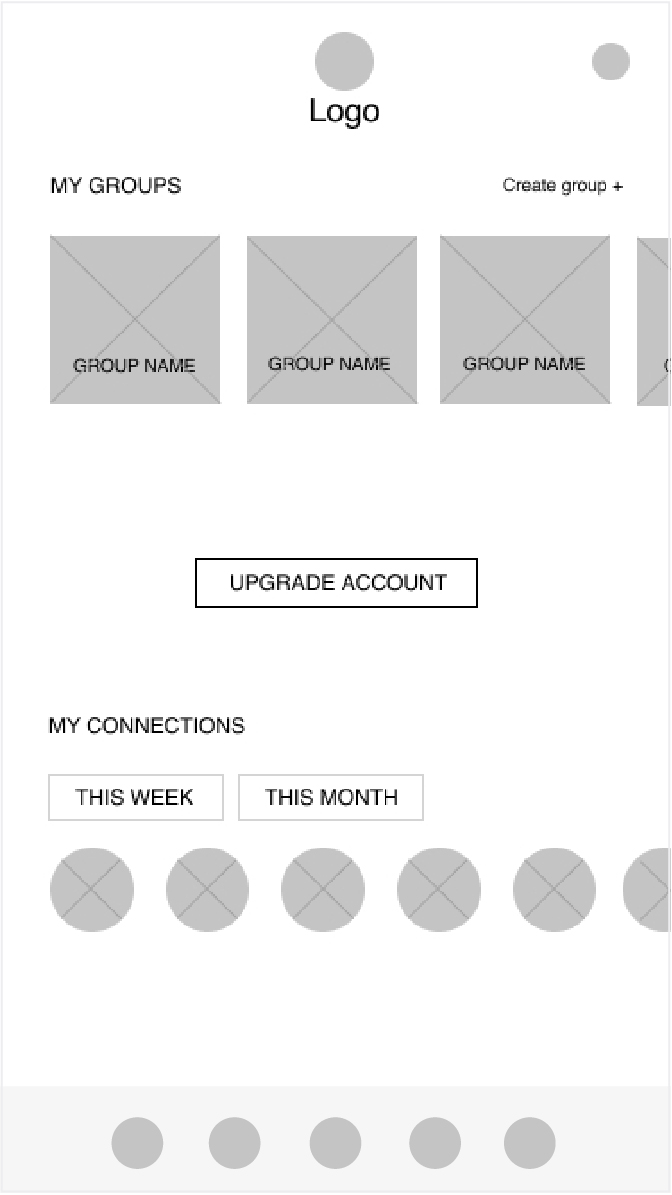 Logo
MY GROUPS
Create group +
GROUP NAME
GROUP NAME
GROUP NAME
UPGRADE ACCOUNT
MY CONNECTIONS
THIS WEEK
THIS MONTH